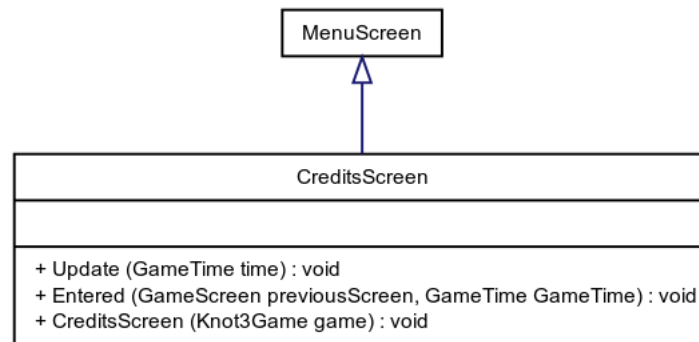 MenuScreen
CreditsScreen
+ Update (GameTime time) : void
+ Entered (GameScreen previousScreen, GameTime GameTime) : void
+ CreditsScreen (Knot3Game game) : void